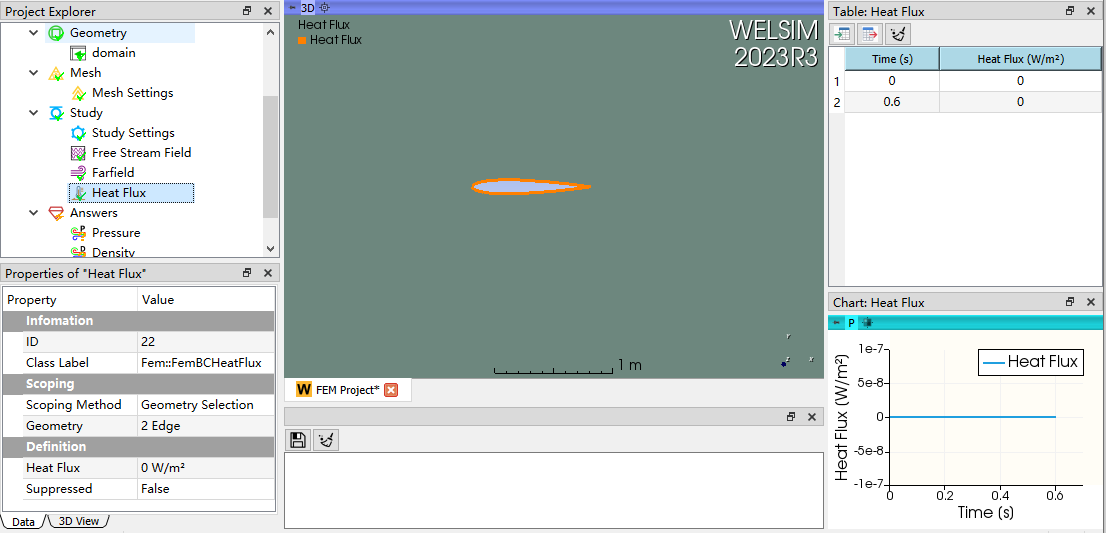 Project Explorer
Geometry
domain
Mesh
Mesh Settings
Study
Study Settings
Free Stream Field
Farfield
Heat Flux
Answers
Pressure
Density
Properties of "Heat Flux"
Property Value
Infomation
ID 22
Class Label Fem::FemBCHeatFlux
Scoping
Scoping Method Geometry Selection
Geometry 2 Edge
Definition
Heat Flux 0 W/m²
Suppressed False
Data 3D View
3D
Heat Flux
Heat Flux
WELSIM
2023R3
1 m
FEM Project*
Table: Heat Flux
Time (s) Heat Flux (W/m²)
1 0 0
2 0.6 0
Chart: Heat Flux
P
Heat Flux
Heat Flux (W/m²)
1e-7
5e-8
0
-5e-8
-1e-7
0 0.2 0.4 0.6
Time (s)